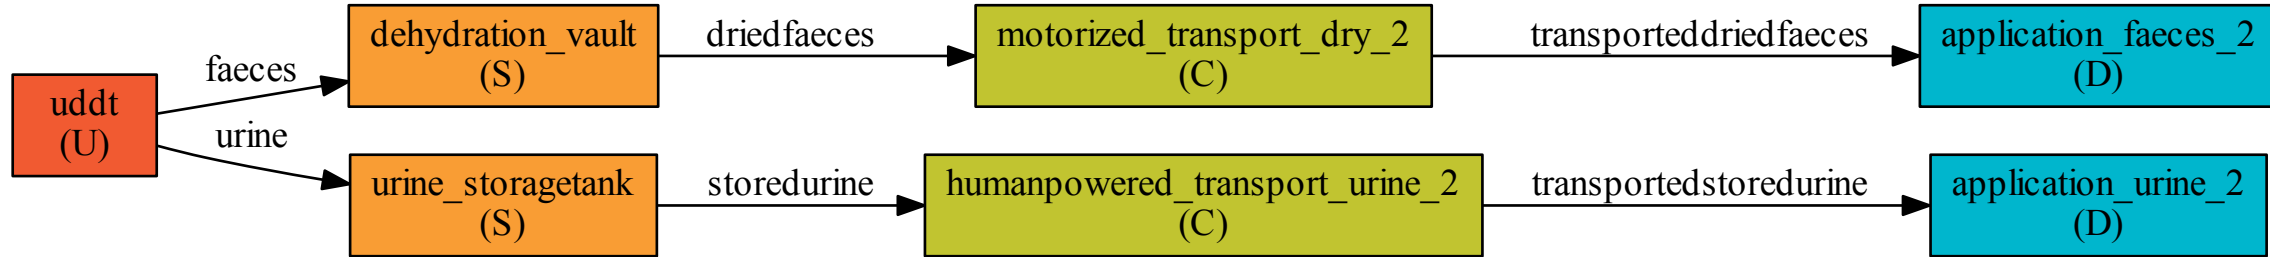 uddt
(U)
faeces
urine
dehydration_vault
(S)
driedfaeces
motorized_transport_dry_2
(C)
transporteddriedfaeces
application_faeces_2
(D)
urine_storagetank
(S)
storedurine
humanpowered_transport_urine_2
(C)
transportedstoredurine
application_urine_2
(D)